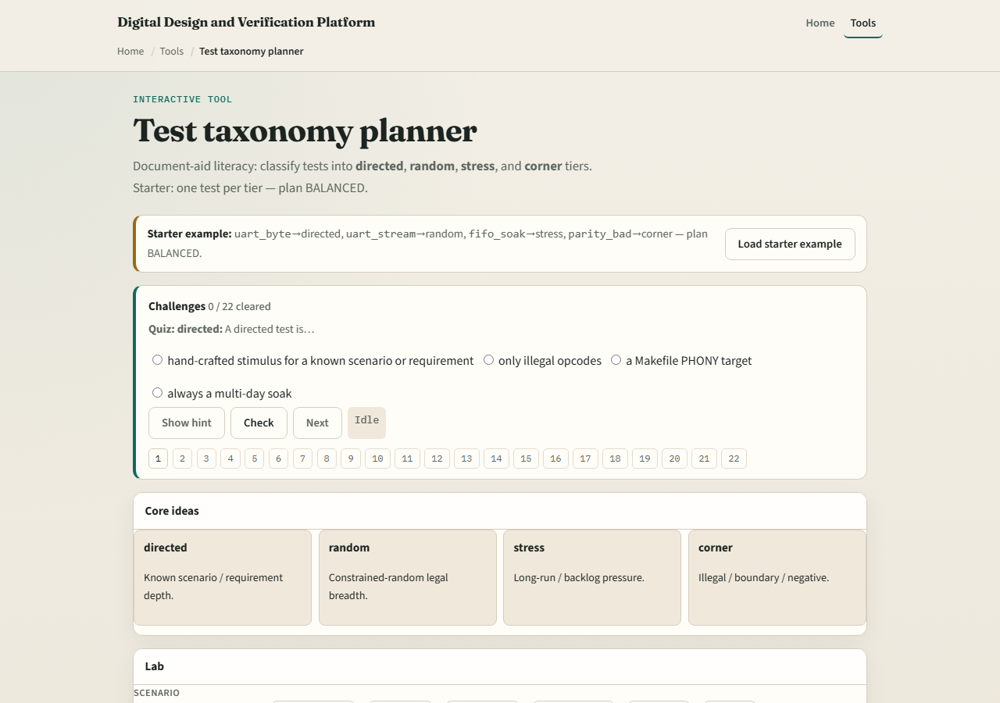 Digital Design and Verification Platform
Home
Tools
Home / Tools / Test taxonomy planner
INTERACTIVE TOOL
Test taxonomy planner
Document-aid literacy: classify tests into directed, random, stress, and corner tiers.
Starter: one test per tier — plan BALANCED.
Starter example: uart_byte→directed, uart_stream→random, fifo_soak→stress, parity_bad→corner — plan
BALANCED.
Load starter example
Challenges 0 / 22 cleared
Quiz: directed: A directed test is…
hand-crafted stimulus for a known scenario or requirement only illegal opcodes a Makefile PHONY target
always a multi-day soak
Show hint Check Next Idle
1 2 3 4 5 6 7 8 9 10 11 12 13 14 15 16 17 18 19 20 21 22
Core ideas
directed
Known scenario / requirement
depth.
random
Constrained-random legal
breadth.
stress
Long-run / backlog pressure.
corner
Illegal / boundary / negative.
Lab
SCENARIO